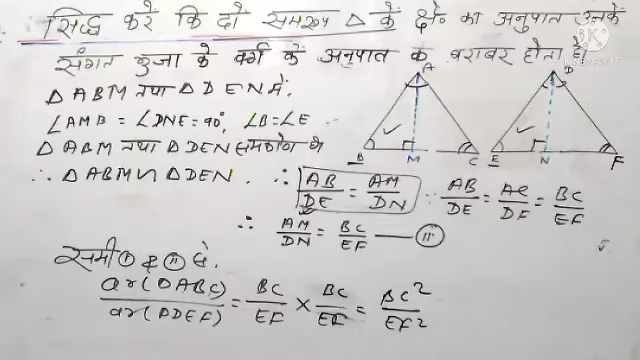 सिद्ध करें कि दो समरूप △ के क्षे० का अनुपात उनके
संगत भुजा के वर्ग के अनुपात के बराबर होता है
△ABM तथा △DEN में.
∠AMB = ∠DNE = 90°, ∠B = ∠E
△ABM तथा △DEN समकोण से
∴ △ABM ∼ △DEN. ∴ AB/DE = AM/DN ∵ AB/DE = AC/DF = BC/EF
∴ AM/DN = BC/EF — (ii)
समी (i) & (ii) से.
ar(△ABC)/ar(△DEF) = BC/EF × BC/EF = BC²/EF²
A
B M C
D
E N F